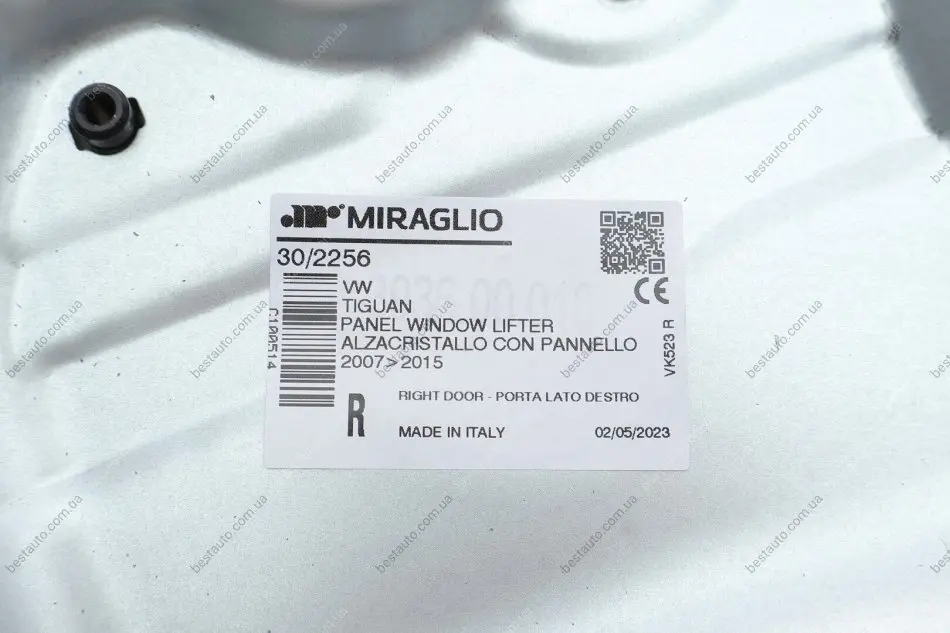 MIRAGLIO
30/2256
VW
TIGUAN
PANEL WINDOW LIFTER
ALZACRISTALLO CON PANNELLO
2007>2015
C100514
VK523 R
R
RIGHT DOOR - PORTA LATO DESTRO
MADE IN ITALY
02/05/2023
bestauto.com.ua